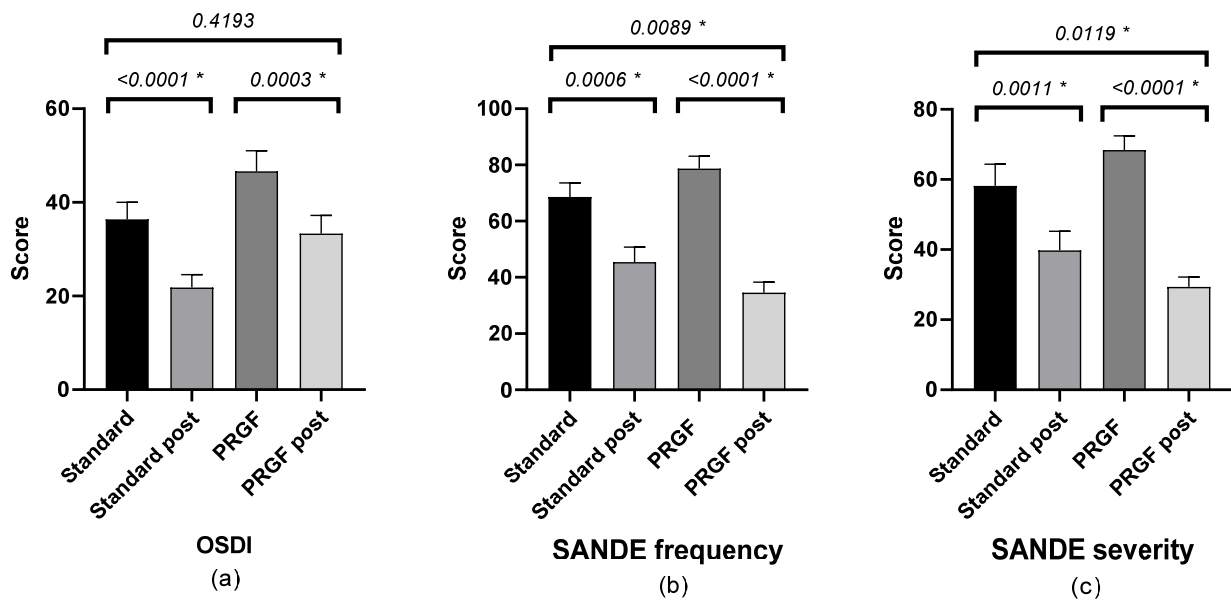 0.4193
<0.0001 *
0.0003 *
60
40
20
0
Score
Standard
Standard post
PRGF
PRGF post
OSDI
(a)
0.0089 *
0.0006 *
<0.0001 *
100
80
60
40
20
0
Score
Standard
Standard post
PRGF
PRGF post
SANDE frequency
(b)
0.0119 *
0.0011 *
<0.0001 *
80
60
40
20
0
Score
Standard
Standard post
PRGF
PRGF post
SANDE severity
(c)